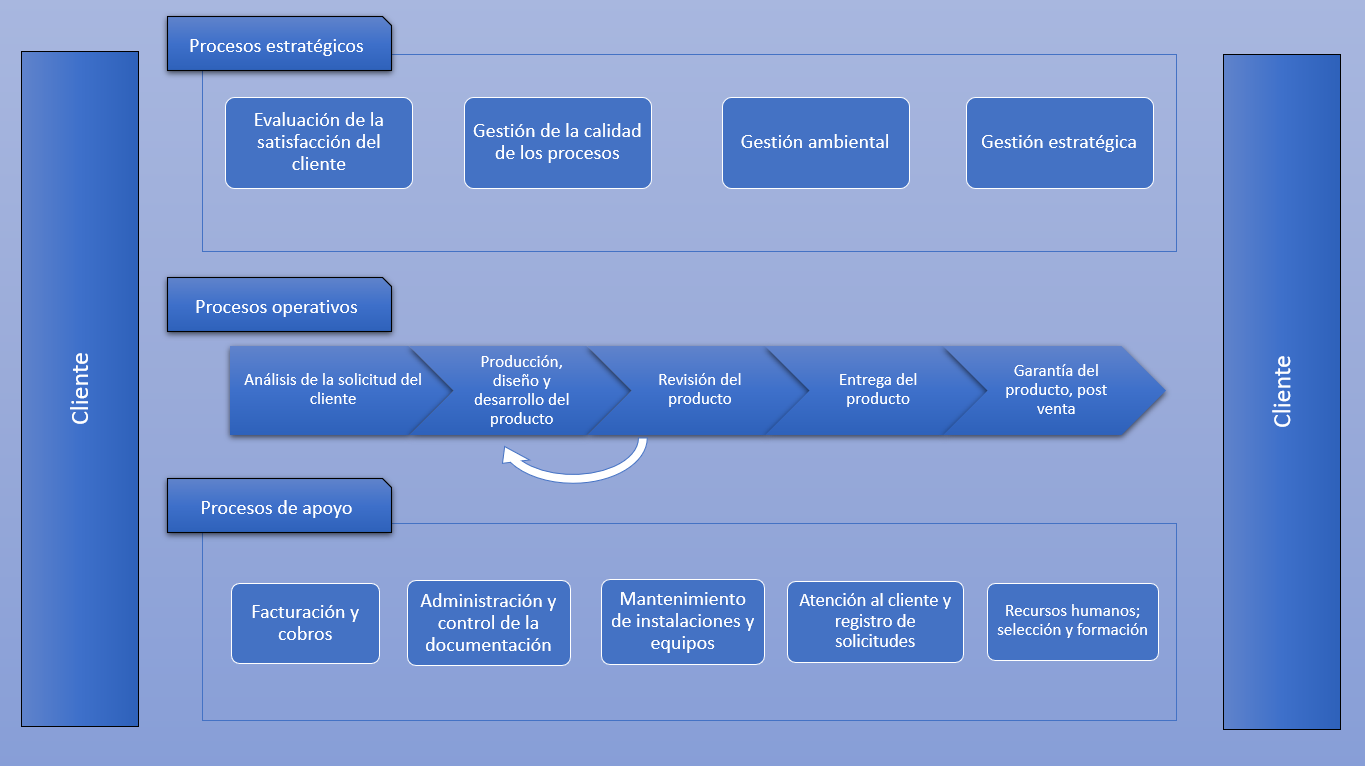 Procesos estratégicos
Cliente
Evaluación de la
satisfacción del
cliente
Gestión de la calidad
de los procesos
Gestión ambiental
Gestión estratégica
Procesos operativos
Análisis de la solicitud del
cliente
Producción,
diseño y
desarrollo del
producto
Revisión del
producto
Entrega del
producto
Garantía del
producto, post
venta
Procesos de apoyo
Facturación y
cobros
Administración y
control de la
documentación
Mantenimiento
de instalaciones y
equipos
Atención al cliente y
registro de
solicitudes
Recursos humanos;
selección y formación
Cliente